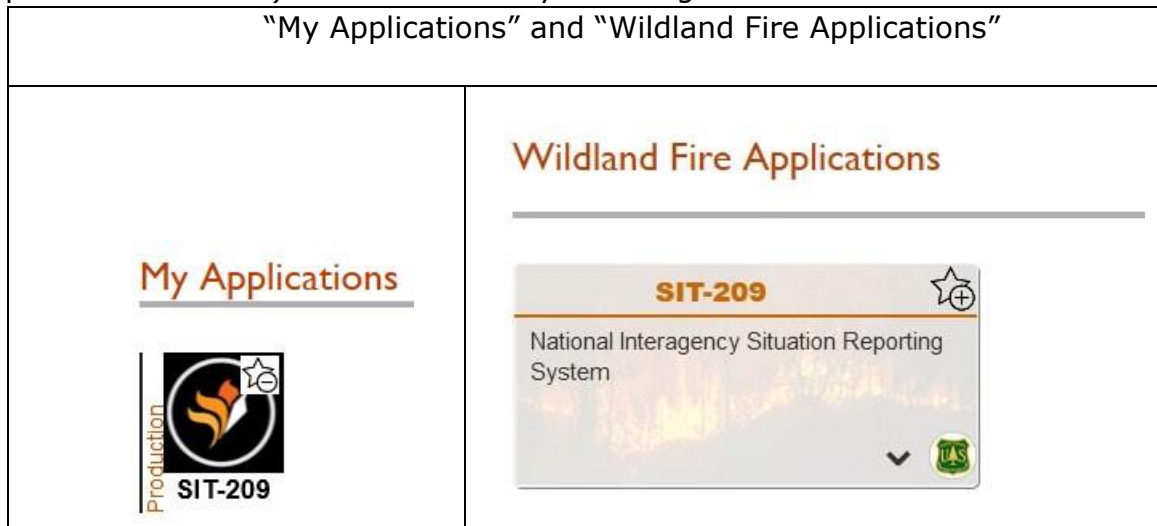 “My Applications” and “Wildland Fire Applications”
My Applications
Production
SIT-209
Wildland Fire Applications
SIT-209
National Interagency Situation Reporting
System
UAS